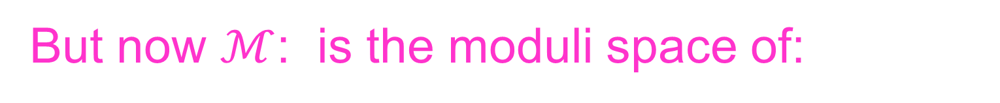 But now ℳ:  is the moduli space of: